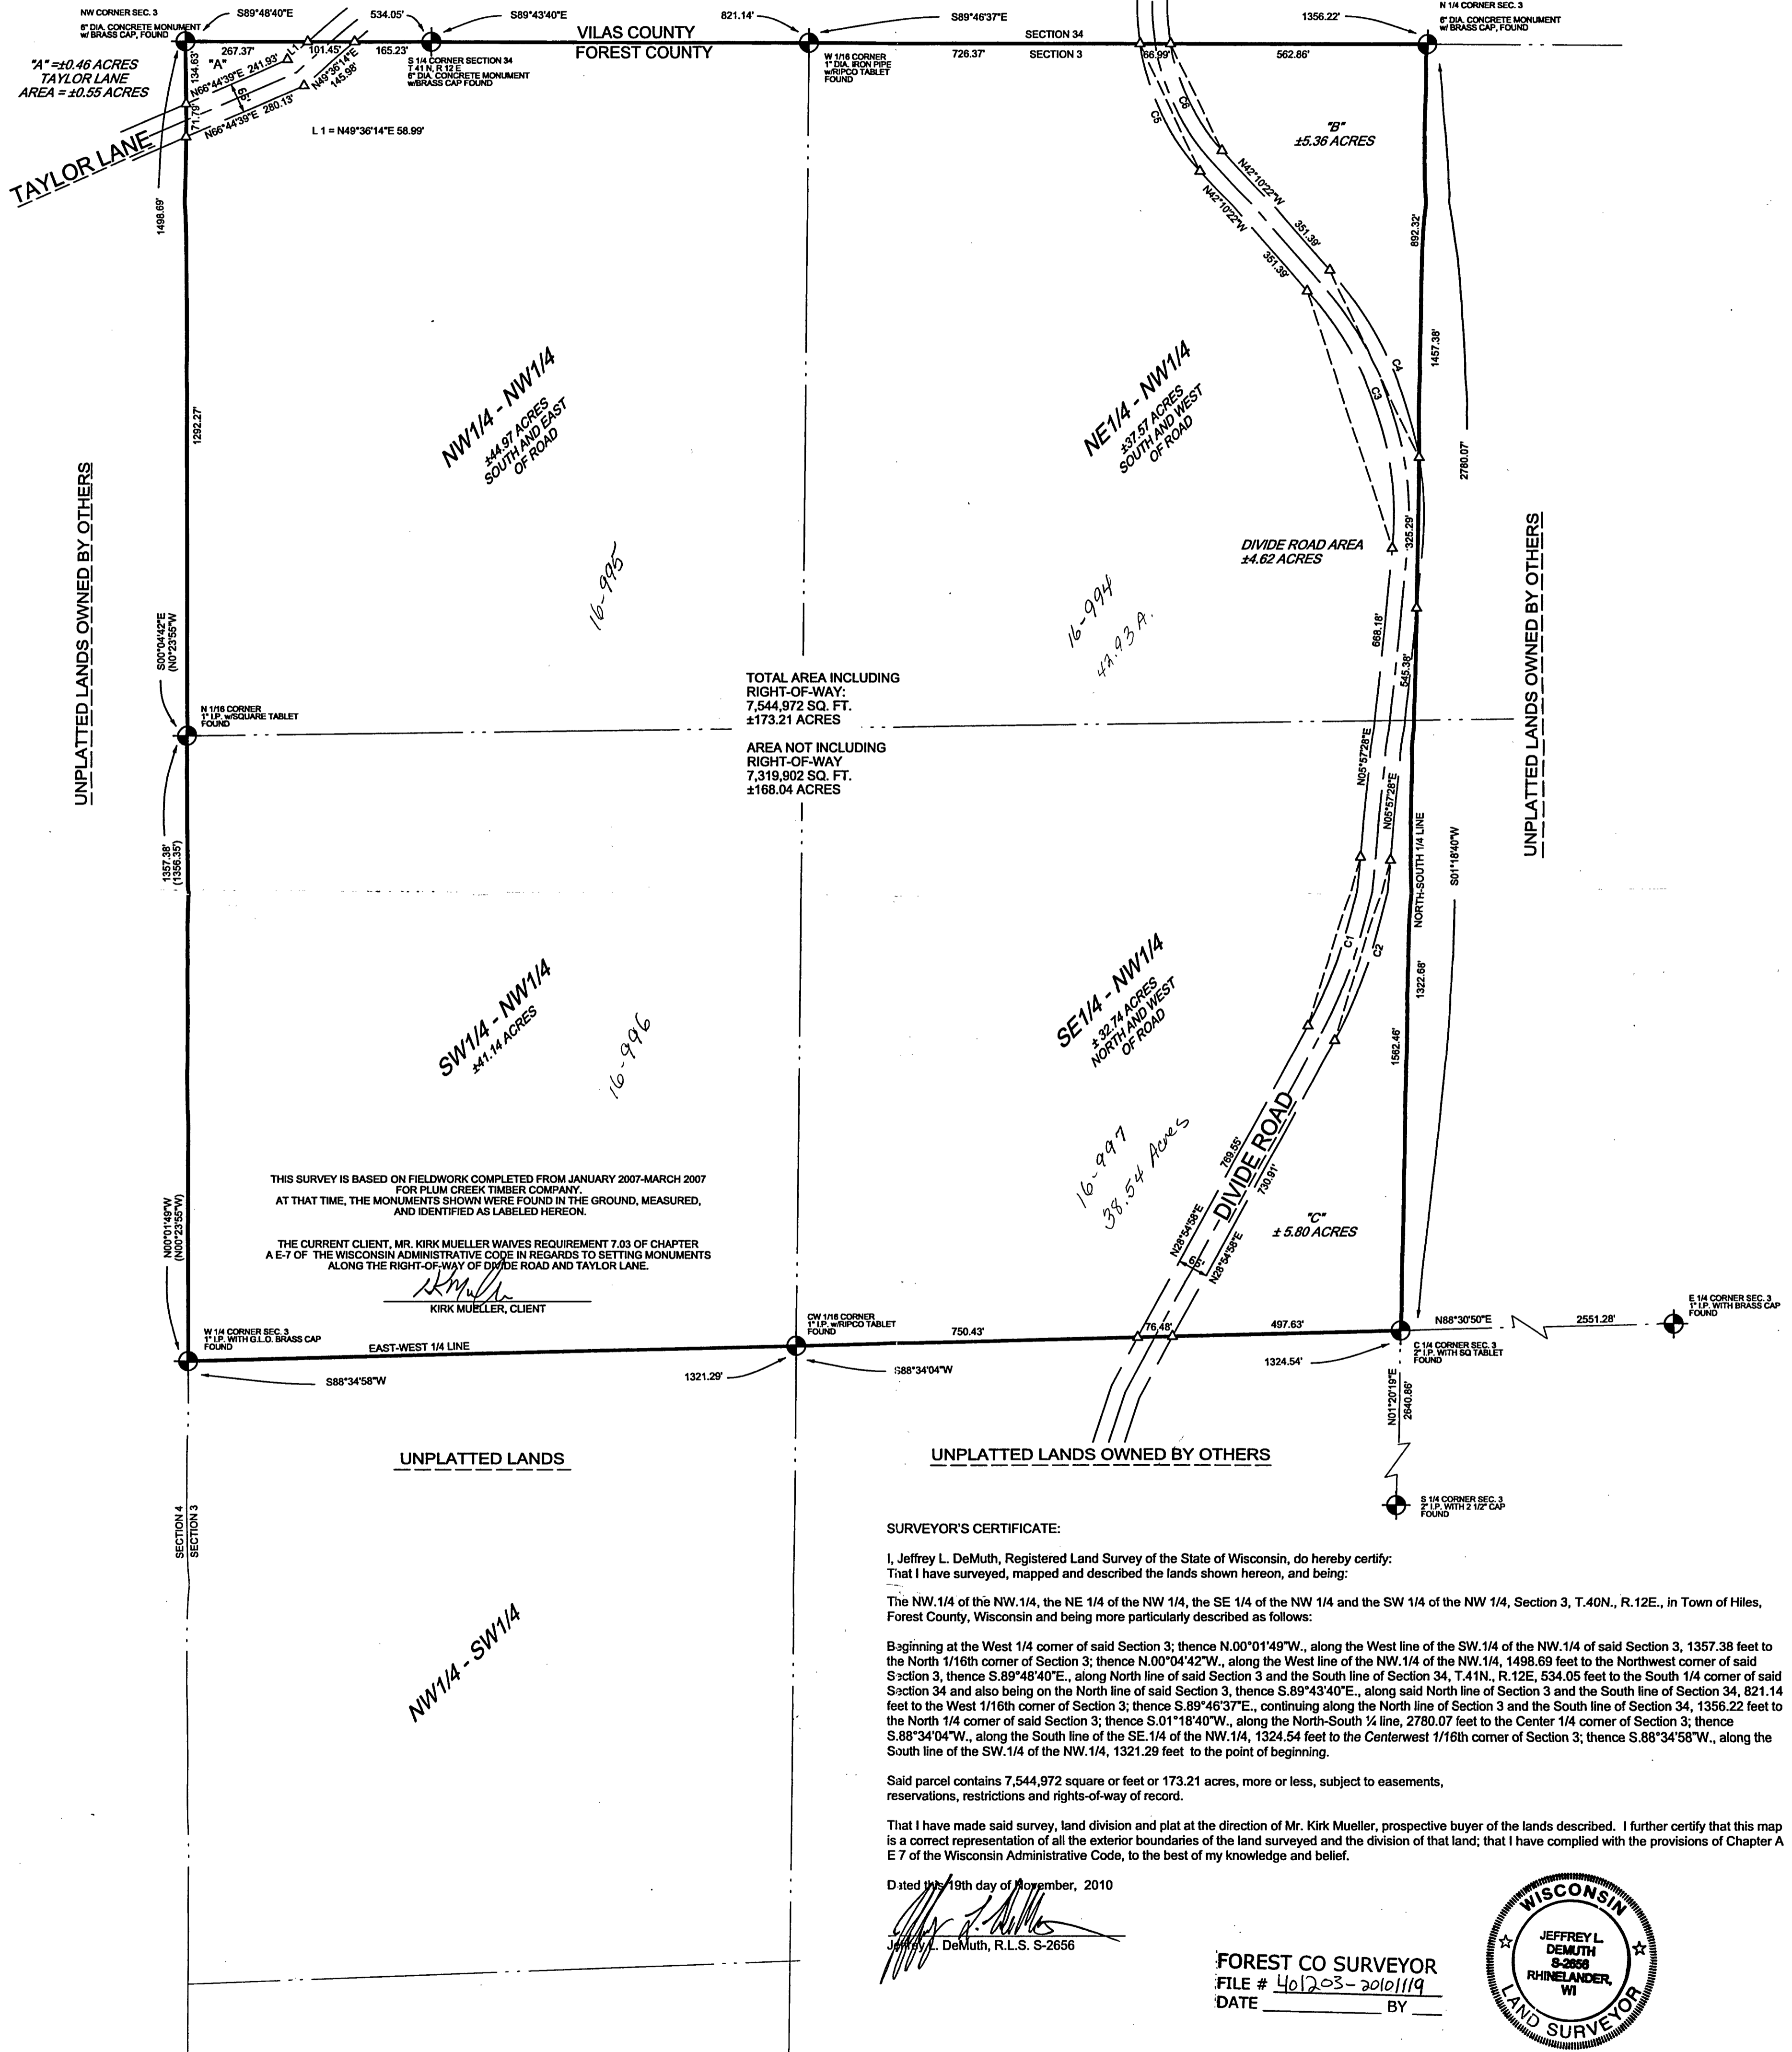 NW CORNER SEC. 3
6" DIA. CONCRETE MONUMENT
w/ BRASS CAP, FOUND
S89°48'40"E
534.05'
S89°43'40"E
821.14'
S89°46'37"E
1356.22'
N 1/4 CORNER SEC. 3
6" DIA. CONCRETE MONUMENT
w/ BRASS CAP, FOUND
VILAS COUNTY
FOREST COUNTY
SECTION 34
SECTION 3
267.37'
L1
101.45'
165.23'
726.37'
66.99'
562.86'
"A" =±0.46 ACRES
TAYLOR LANE
AREA = ±0.55 ACRES
134.63'
"A"
N66°44'39"E 241.93'
N49°36'14"E
145.98'
65'
71.79'
N66°44'39"E 280.13'
S 1/4 CORNER SECTION 34
T 41 N, R 12 E
6" DIA. CONCRETE MONUMENT
w/BRASS CAP FOUND
W 1/16 CORNER
1" DIA. IRON PIPE
w/RIPCO TABLET
FOUND
L 1 = N49°36'14"E 58.99'
TAYLOR LANE
1498.69'
C5
C6
"B"
±5.36 ACRES
N42°10'22"W
N42°10'22"W
351.39'
351.39'
892.32'
C4
C3
1457.38'
2780.07'
1292.27'
NW1/4 - NW1/4
±44.97 ACRES
SOUTH AND EAST
OF ROAD
NE1/4 - NW1/4
±37.57 ACRES
SOUTH AND WEST
OF ROAD
UNPLATTED LANDS OWNED BY OTHERS
UNPLATTED LANDS OWNED BY OTHERS
DIVIDE ROAD AREA
±4.62 ACRES
325.29'
16-995
16-994
42.93 A.
S00°04'42"E
(N0°23'55"W
668.18'
545.38'
TOTAL AREA INCLUDING
RIGHT-OF-WAY:
7,544,972 SQ. FT.
±173.21 ACRES
N 1/16 CORNER
1" I.P. w/SQUARE TABLET
FOUND
AREA NOT INCLUDING
RIGHT-OF-WAY
7,319,902 SQ. FT.
±168.04 ACRES
N05°57'28"E
N05°57'28"E
1357.38'
(1356.35')
NORTH-SOUTH 1/4 LINE
S01°18'40"W
C1
C2
1322.68'
1562.46'
SW1/4 - NW1/4
±41.14 ACRES
16-996
SE1/4 - NW1/4
± 32.74 ACRES
NORTH AND WEST
OF ROAD
16-997
38.54 Acres
769.55'
DIVIDE ROAD
730.91'
N28°54'58"E
65'
N28°54'58"E
"C"
± 5.80 ACRES
THIS SURVEY IS BASED ON FIELDWORK COMPLETED FROM JANUARY 2007-MARCH 2007
FOR PLUM CREEK TIMBER COMPANY.
AT THAT TIME, THE MONUMENTS SHOWN WERE FOUND IN THE GROUND, MEASURED,
AND IDENTIFIED AS LABELED HEREON.
THE CURRENT CLIENT, MR. KIRK MUELLER WAIVES REQUIREMENT 7.03 OF CHAPTER
A E-7 OF THE WISCONSIN ADMINISTRATIVE CODE IN REGARDS TO SETTING MONUMENTS
ALONG THE RIGHT-OF-WAY OF DIVIDE ROAD AND TAYLOR LANE.
KIRK MUELLER, CLIENT
N00°01'49"W
(N00°23'55"W)
W 1/4 CORNER SEC. 3
1" I.P. WITH G.L.O. BRASS CAP
FOUND
EAST-WEST 1/4 LINE
CW 1/16 CORNER
1" I.P. w/RIPCO TABLET
FOUND
750.43'
76.48'
497.63'
N88°30'50"E
2551.28'
E 1/4 CORNER SEC. 3
1" I.P. WITH BRASS CAP
FOUND
C 1/4 CORNER SEC. 3
2" I.P. WITH SQ TABLET
FOUND
S88°34'58"W
1321.29'
S88°34'04"W
1324.54'
N01°20'19"E
2640.86'
UNPLATTED LANDS
UNPLATTED LANDS OWNED BY OTHERS
S 1/4 CORNER SEC. 3
2" I.P. WITH 2 1/2" CAP
FOUND
SECTION 4
SECTION 3
NW1/4 - SW1/4
SURVEYOR'S CERTIFICATE:
I, Jeffrey L. DeMuth, Registered Land Survey of the State of Wisconsin, do hereby certify:
That I have surveyed, mapped and described the lands shown hereon, and being:
The NW.1/4 of the NW.1/4, the NE 1/4 of the NW 1/4, the SE 1/4 of the NW 1/4 and the SW 1/4 of the NW 1/4, Section 3, T.40N., R.12E., in Town of Hiles,
Forest County, Wisconsin and being more particularly described as follows:
Beginning at the West 1/4 corner of said Section 3; thence N.00°01'49"W., along the West line of the SW.1/4 of the NW.1/4 of said Section 3, 1357.38 feet to
the North 1/16th corner of Section 3; thence N.00°04'42"W., along the West line of the NW.1/4 of the NW.1/4, 1498.69 feet to the Northwest corner of said
Section 3, thence S.89°48'40"E., along North line of said Section 3 and the South line of Section 34, T.41N., R.12E, 534.05 feet to the South 1/4 corner of said
Section 34 and also being on the North line of said Section 3, thence S.89°43'40"E., along said North line of Section 3 and the South line of Section 34, 821.14
feet to the West 1/16th corner of Section 3; thence S.89°46'37"E., continuing along the North line of Section 3 and the South line of Section 34, 1356.22 feet to
the North 1/4 corner of said Section 3; thence S.01°18'40"W., along the North-South ¼ line, 2780.07 feet to the Center 1/4 corner of Section 3; thence
S.88°34'04"W., along the South line of the SE.1/4 of the NW.1/4, 1324.54 feet to the Centerwest 1/16th corner of Section 3; thence S.88°34'58"W., along the
South line of the SW.1/4 of the NW.1/4, 1321.29 feet to the point of beginning.
Said parcel contains 7,544,972 square or feet or 173.21 acres, more or less, subject to easements,
reservations, restrictions and rights-of-way of record.
That I have made said survey, land division and plat at the direction of Mr. Kirk Mueller, prospective buyer of the lands described. I further certify that this map
is a correct representation of all the exterior boundaries of the land surveyed and the division of that land; that I have complied with the provisions of Chapter A
E 7 of the Wisconsin Administrative Code, to the best of my knowledge and belief.
Dated this 19th day of November, 2010
Jeffrey L. DeMuth, R.L.S. S-2656
FOREST CO SURVEYOR
FILE # 401203-20101119
DATE BY
WISCONSIN
JEFFREY L.
DEMUTH
S-2656
RHINELANDER,
WI
LAND SURVEYOR